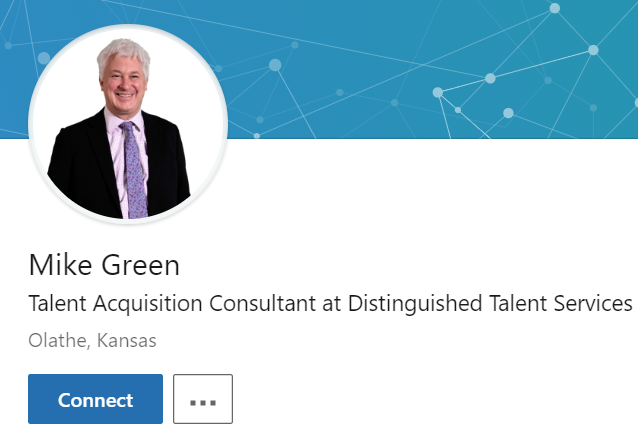 Mike Green
Talent Acquisition Consultant at Distinguished Talent Services
Olathe, Kansas
Connect
...